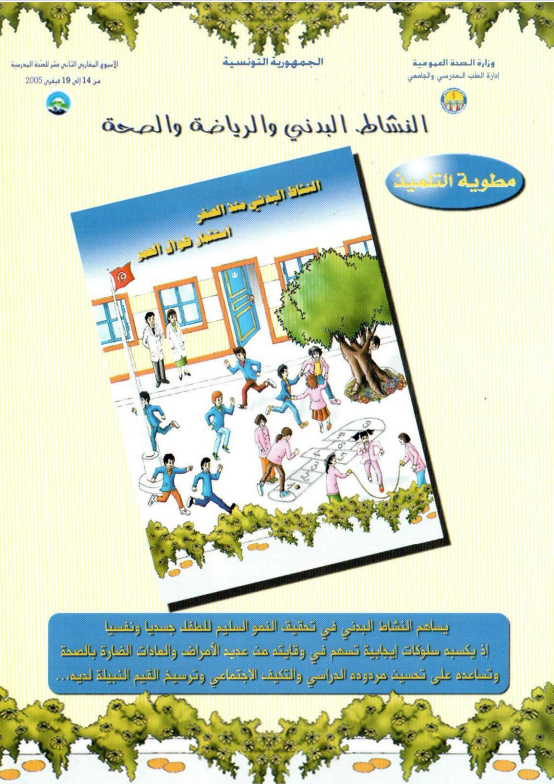 الجمهورية التونسية
وزارة الصحة العمومية
إدارة الطب المدرسي والجامعي
الأسبوع المغاربي الثاني عشر للصحة المدرسية
من 14 إلى 19 فيفري 2005
النشاط البدني والرياضة والصحة
مطوية التلميذ
النشاط البدني منذ الصغر
استثمار طوال العمر
يساهم النشاط البدني في تحقيق النمو السليم للطفل جسديا ونفسيا
إذ يكسبه سلوكات إيجابية تسهم في وقايته من عديد الأمراض والعادات الضارة بالصحة
وتساعده على تحسين مردوده الدراسي والتكيف الاجتماعي وترسيخ القيم النبيلة لديه...